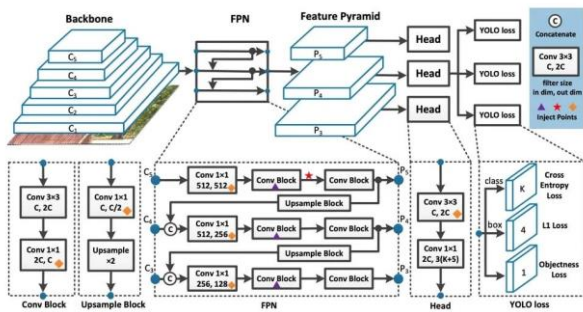 Backbone
FPN
Feature Pyramid
C5
C4
C3
C2
C1
P5
P4
P3
Head
Head
Head
YOLO loss
YOLO loss
YOLO loss
C
Concatenate
Conv 3×3
C, 2C
filter size
in dim, out dim
Inject Points
Conv 3×3
C, 2C
Conv 1×1
2C, C
Conv Block
Conv 1×1
C, C/2
Upsample
×2
Upsample Block
C5
Conv 1×1
512, 512
Conv Block
Conv Block
P5
Upsample Block
C4
C
Conv 1×1
512, 256
Conv Block
Conv Block
P4
Upsample Block
C3
C
Conv 1×1
256, 128
Conv Block
Conv Block
P3
FPN
Conv 3×3
C, 2C
Conv 1×1
2C, 3(K+5)
Head
class
K
Cross
Entropy
Loss
box
4
L1 Loss
1
Objectness
Loss
YOLO loss